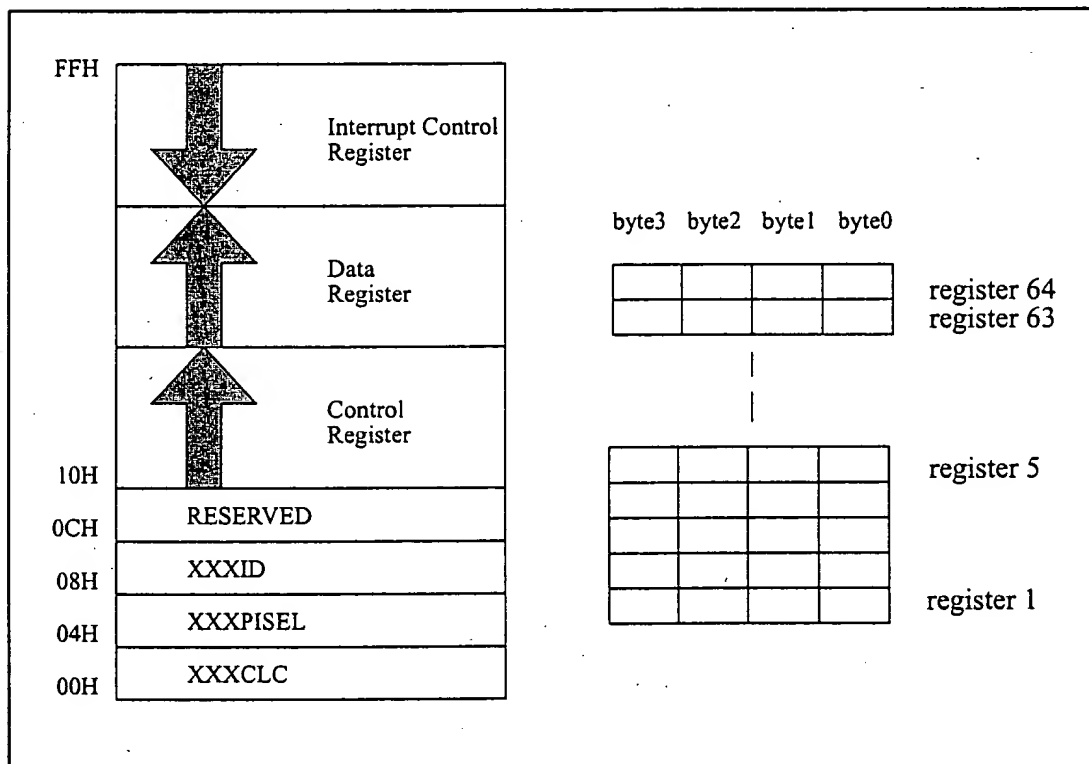 FFH
Interrupt Control
Register
Data
Register
Control
Register
10H
RESERVED
0CH
XXXID
08H
XXXPISEL
04H
XXXCLC
00H
byte3 byte2 byte1 byte0
register 64
register 63
register 5
register 1